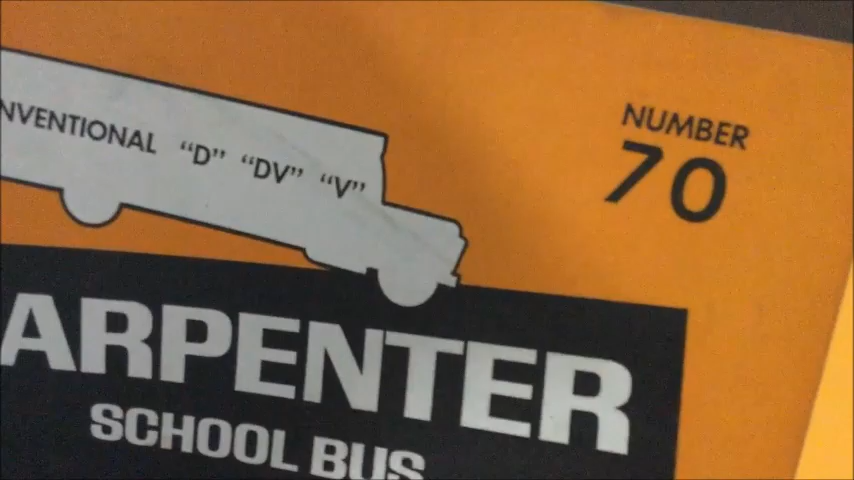 NVENTIONAL “D” “DV” “V”
NUMBER
70
ARPENTER
SCHOOL BUS